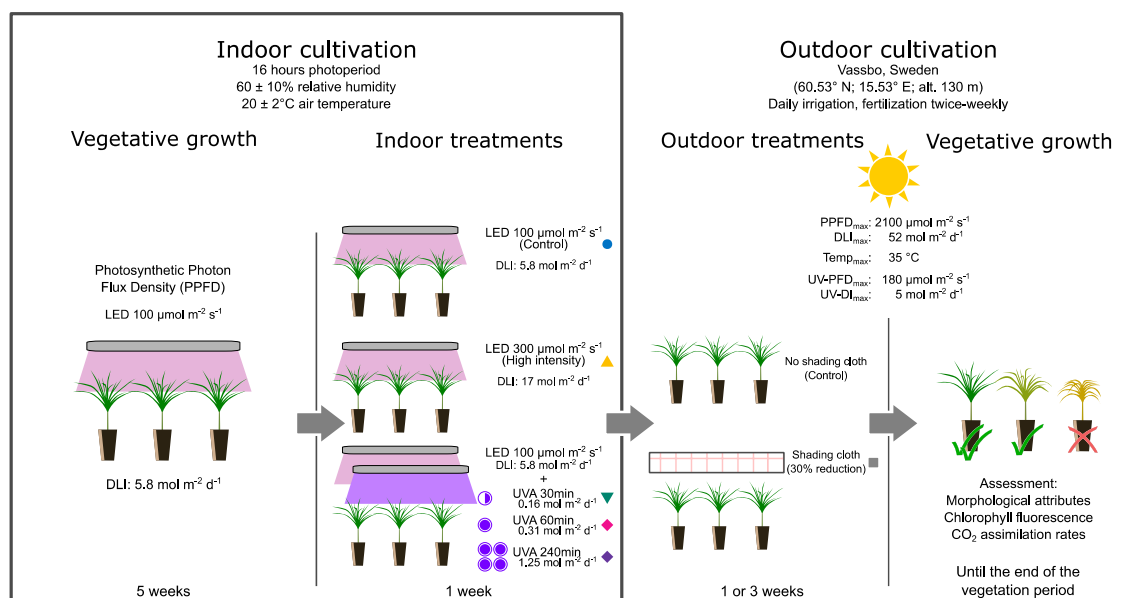 Indoor cultivation
16 hours photoperiod
60 ± 10% relative humidity
20 ± 2°C air temperature
Vegetative growth
Indoor treatments
Photosynthetic Photon
Flux Density (PPFD)
LED 100 µmol m⁻² s⁻¹
DLI: 5.8 mol m⁻² d⁻¹
5 weeks
LED 100 µmol m⁻² s⁻¹
(Control)
DLI: 5.8 mol m⁻² d⁻¹
LED 300 µmol m⁻² s⁻¹
(High intensity)
DLI: 17 mol m⁻² d⁻¹
LED 100 µmol m⁻² s⁻¹
DLI: 5.8 mol m⁻² d⁻¹
+
UVA 30min
0.16 mol m⁻² d⁻¹
UVA 60min
0.31 mol m⁻² d⁻¹
UVA 240min
1.25 mol m⁻² d⁻¹
1 week
Outdoor cultivation
Vassbo, Sweden
(60.53° N; 15.53° E; alt. 130 m)
Daily irrigation, fertilization twice-weekly
Outdoor treatments
Vegetative growth
PPFDmax: 2100 µmol m⁻² s⁻¹
DLImax: 52 mol m⁻² d⁻¹
Tempmax: 35 °C
UV-PFDmax: 180 µmol m⁻² s⁻¹
UV-DImax: 5 mol m⁻² d⁻¹
No shading cloth
(Control)
Shading cloth
(30% reduction)
1 or 3 weeks
Assessment:
Morphological attributes
Chlorophyll fluorescence
CO₂ assimilation rates
Until the end of the
vegetation period